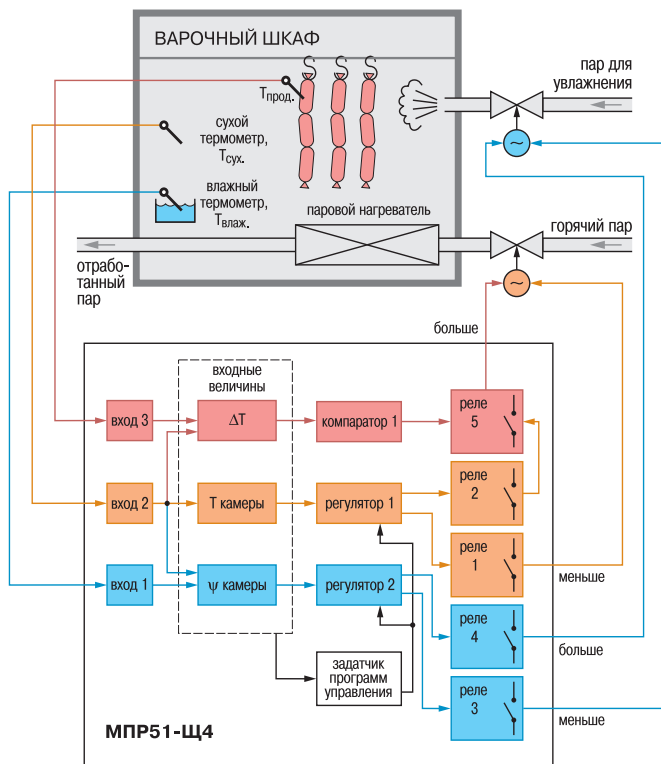 ВАРОЧНЫЙ ШКАФ
Tпрод.
сухой
термометр,
Tсух.
влажный
термометр,
Tвлаж.
паровой нагреватель
пар для
увлажнения
~
горячий пар
~
отрабо-
танный
пар
больше
входные
величины
вход 3
ΔT
компаратор 1
реле
5
вход 2
T камеры
регулятор 1
реле
2
реле
1
меньше
вход 1
ψ камеры
регулятор 2
реле
4
больше
задатчик
программ
управления
реле
3
меньше
МПР51-Щ4